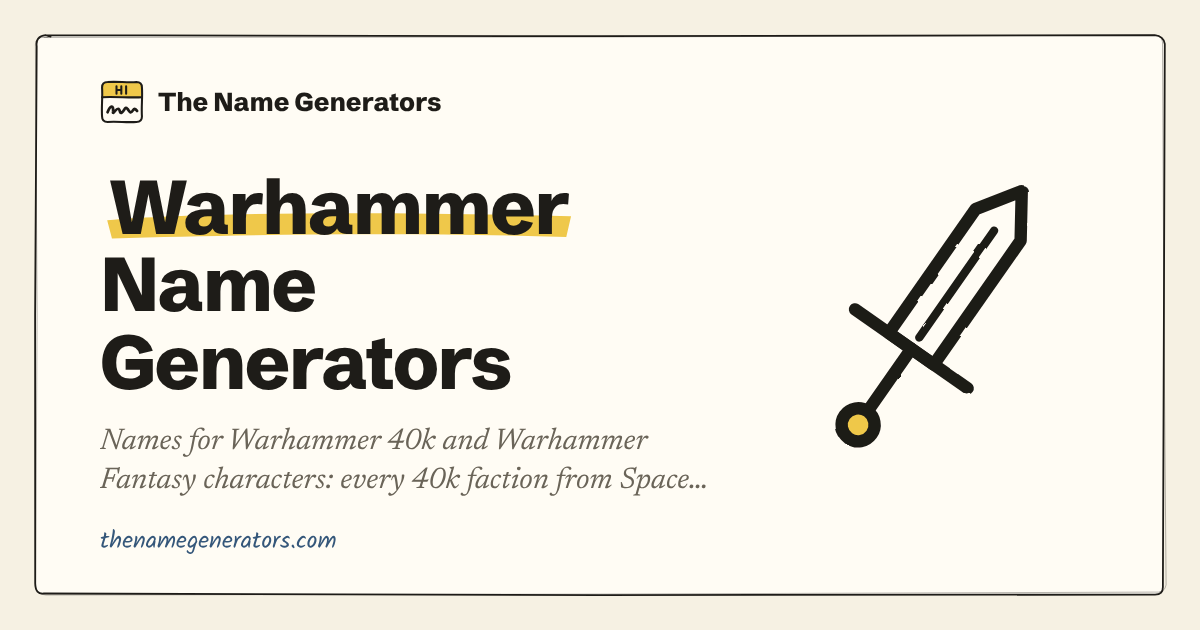 HI
The Name Generators
Warhammer
Name
Generators
Names for Warhammer 40k and Warhammer
Fantasy characters: every 40k faction from Space...
thenamegenerators.com